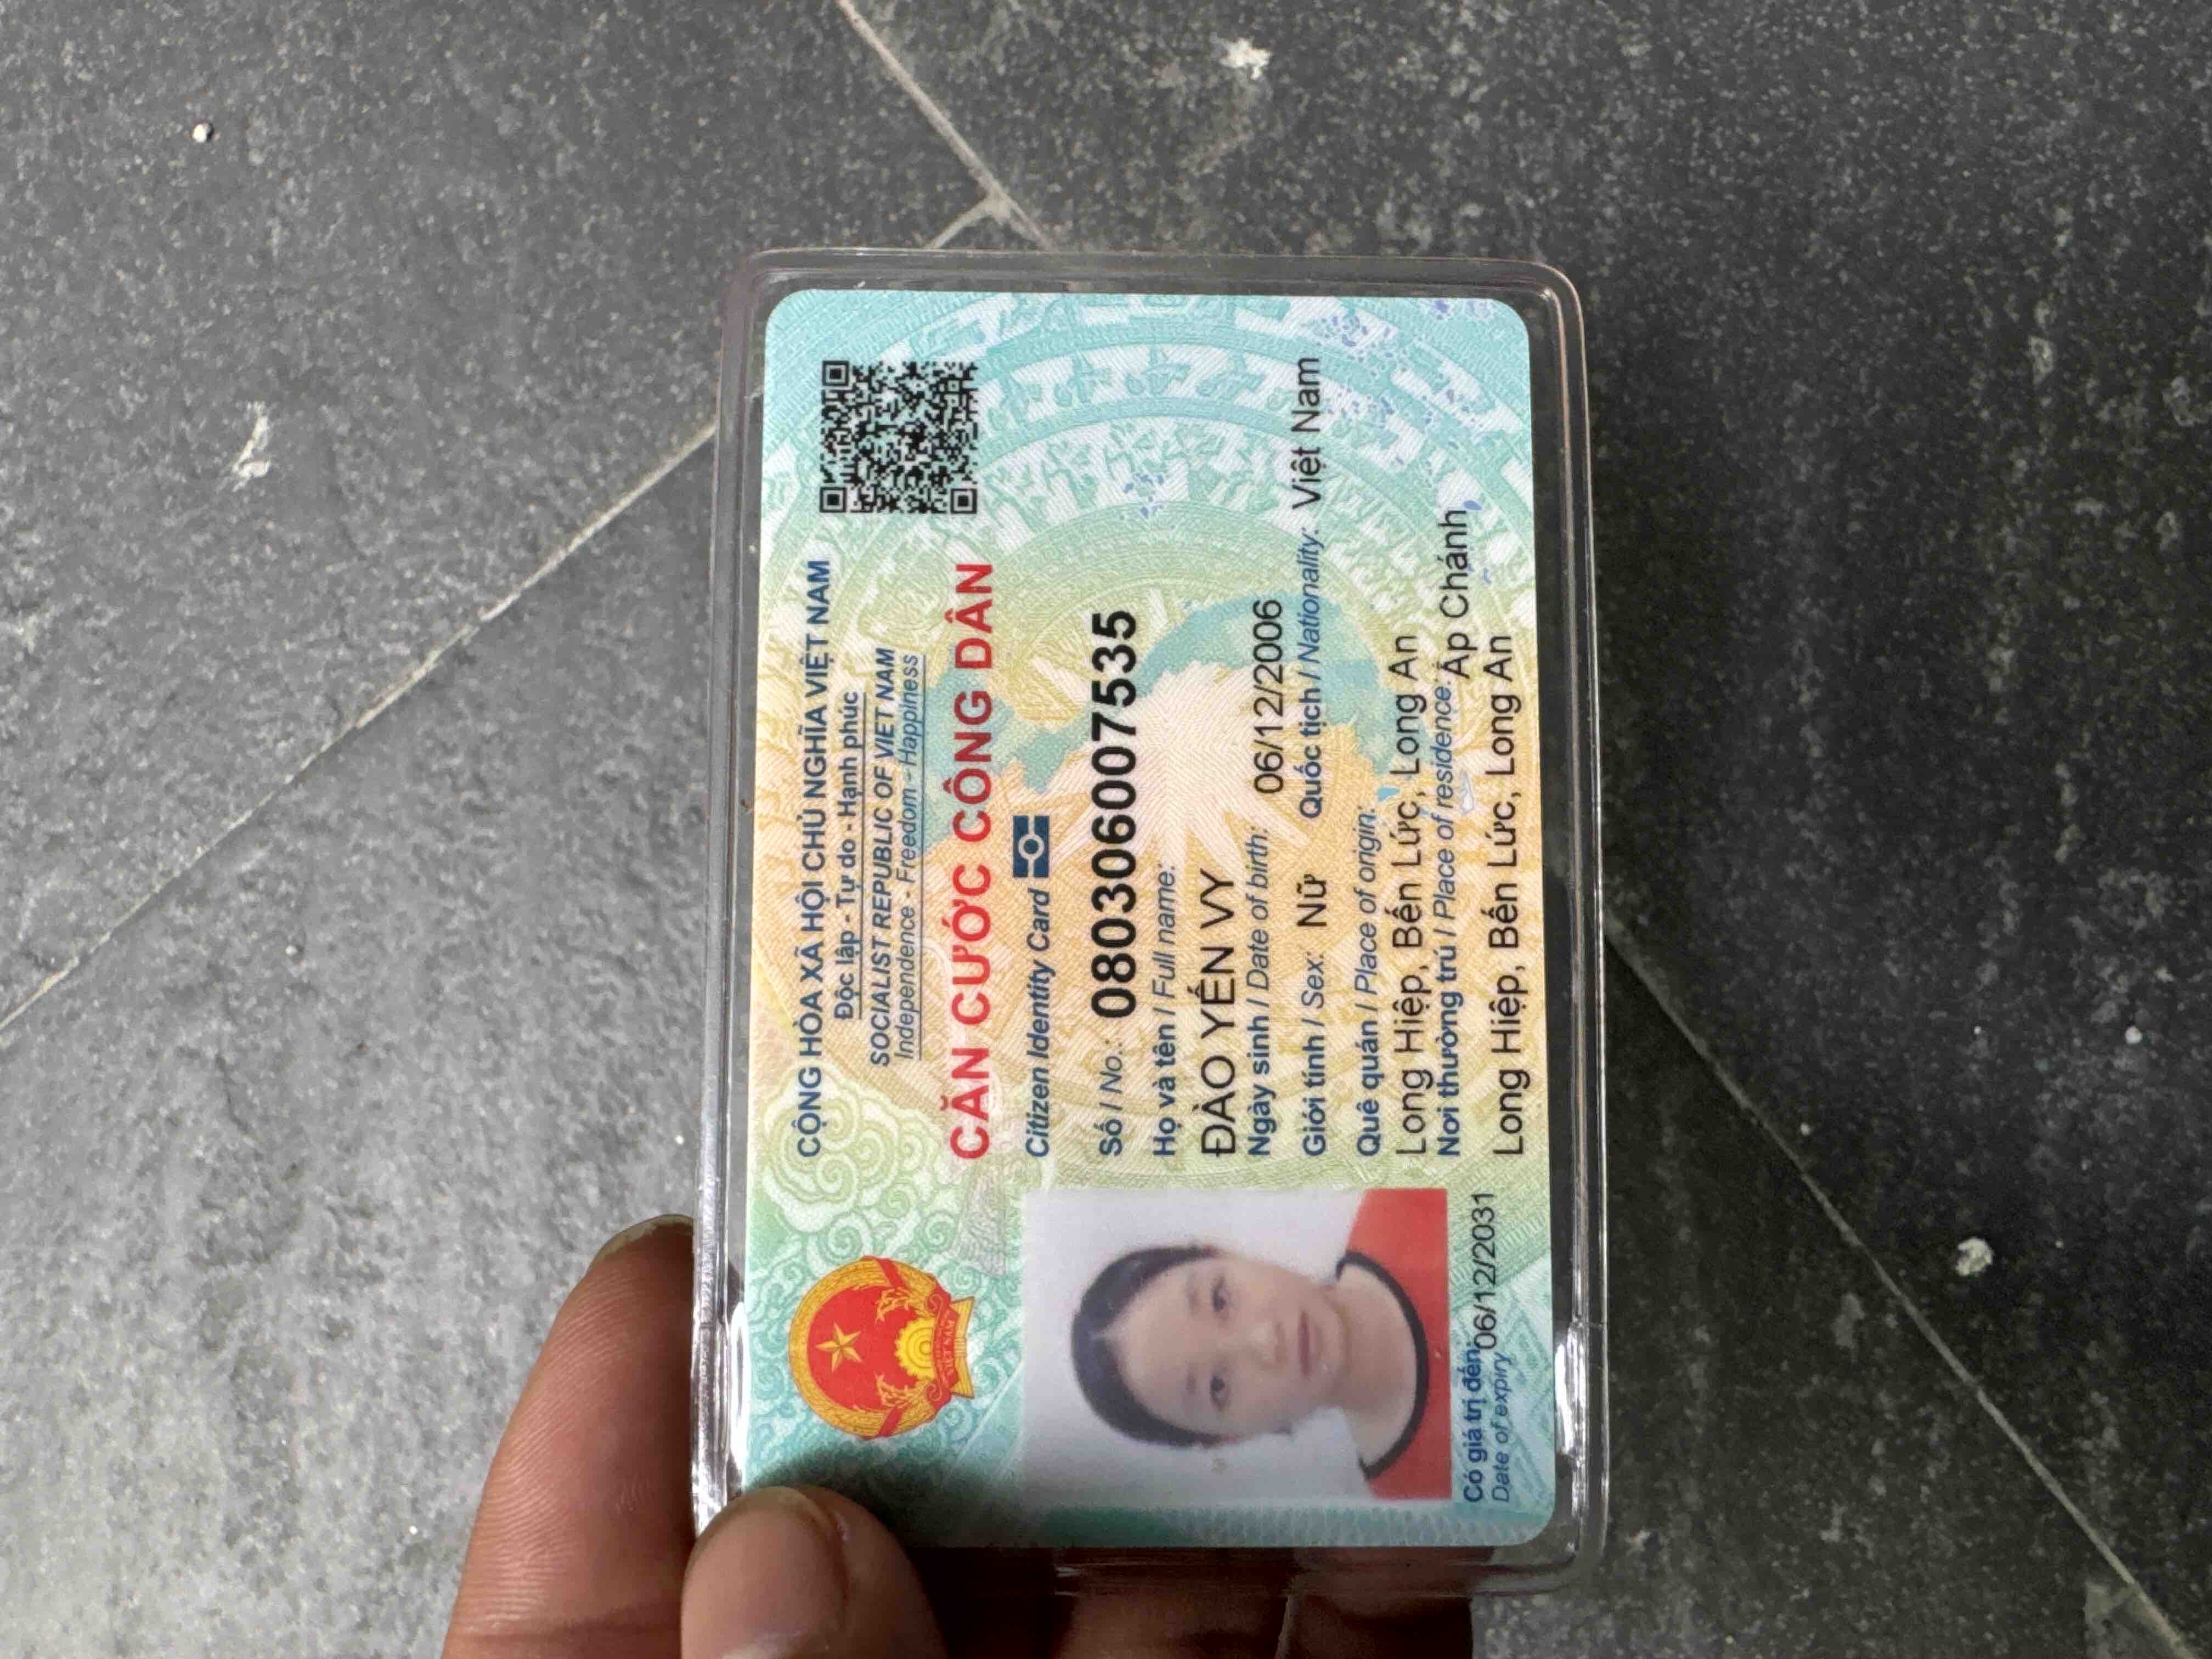 CỘNG HÒA XÃ HỘI CHỦ NGHĨA VIỆT NAM
Độc lập - Tự do - Hạnh phúc
SOCIALIST REPUBLIC OF VIET NAM
Independence - Freedom - Happiness
CĂN CƯỚC CÔNG DÂN
Citizen Identity Card
Số / No.: 080306007535
Họ và tên / Full name:
ĐÀO YẾN VY
Ngày sinh / Date of birth: 06/12/2006
Giới tính / Sex: Nữ Quốc tịch / Nationality: Việt Nam
Quê quán / Place of origin:
Long Hiệp, Bến Lức, Long An
Nơi thường trú / Place of residence: Ấp Chánh,
Long Hiệp, Bến Lức, Long An
Có giá trị đến: 06/12/2031
Date of expiry
VIỆT NAM